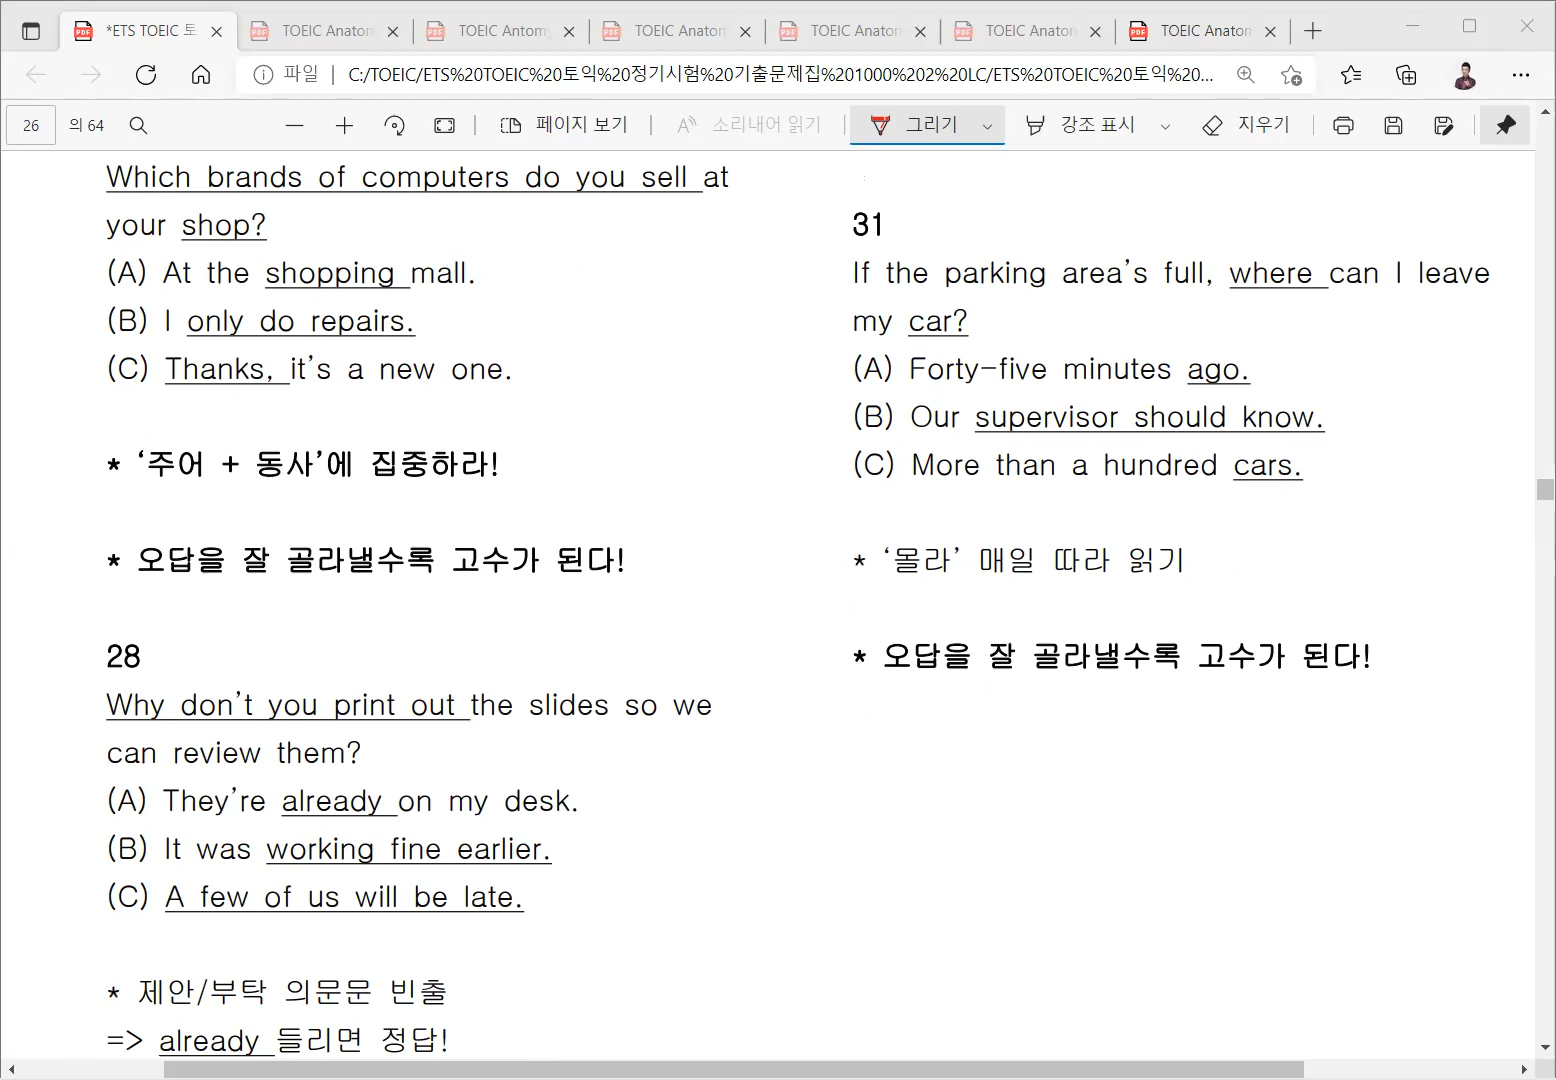 *ETS TOEIC 토
TOEIC Anatom
TOEIC Antomy
TOEIC Anatom
TOEIC Anatom
TOEIC Anatom
TOEIC Anatom
파일
C:/TOEIC/ETS%20TOEIC%20토익%20정기시험%20기출문제집%201000%202%20LC/ETS%20TOEIC%20토익%20...
26
의 64
페이지 보기
소리내어 읽기
그리기
강조 표시
지우기
Which brands of computers do you sell at
your shop?
(A) At the shopping mall.
(B) I only do repairs.
(C) Thanks, it's a new one.
* '주어 + 동사'에 집중하라!
* 오답을 잘 골라낼수록 고수가 된다!
28
Why don't you print out the slides so we
can review them?
(A) They're already on my desk.
(B) It was working fine earlier.
(C) A few of us will be late.
* 제안/부탁 의문문 빈출
=> already 들리면 정답!
31
If the parking area's full, where can I leave
my car?
(A) Forty-five minutes ago.
(B) Our supervisor should know.
(C) More than a hundred cars.
* '몰라' 매일 따라 읽기
* 오답을 잘 골라낼수록 고수가 된다!